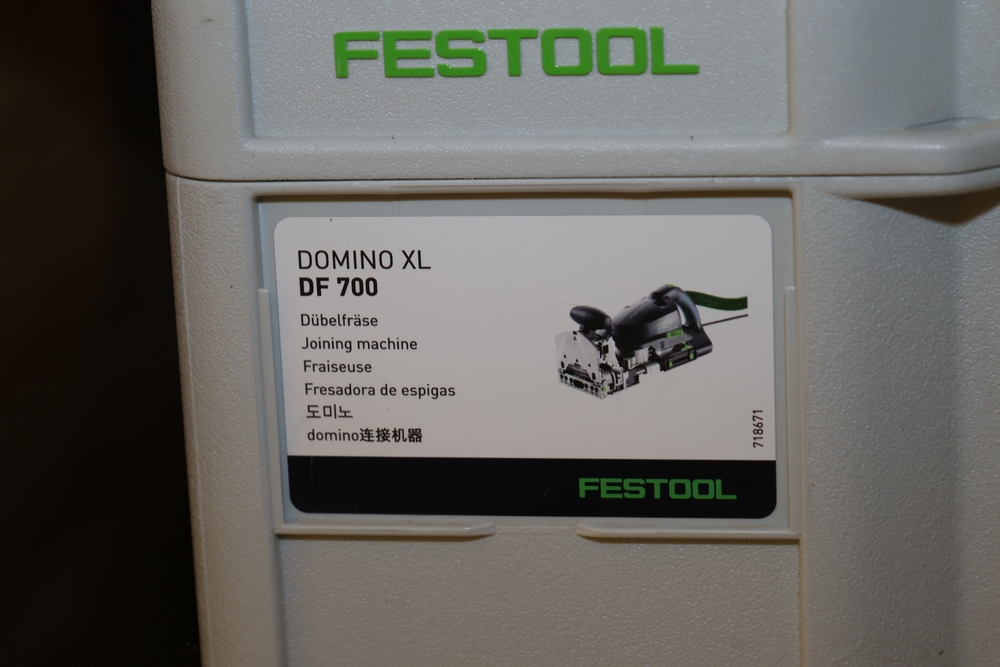 FESTOOL
DOMINO XL
DF 700
Dübelfräse
Joining machine
Fraiseuse
Fresadora de espigas
도미노
domino连接机器
718671
FESTOOL